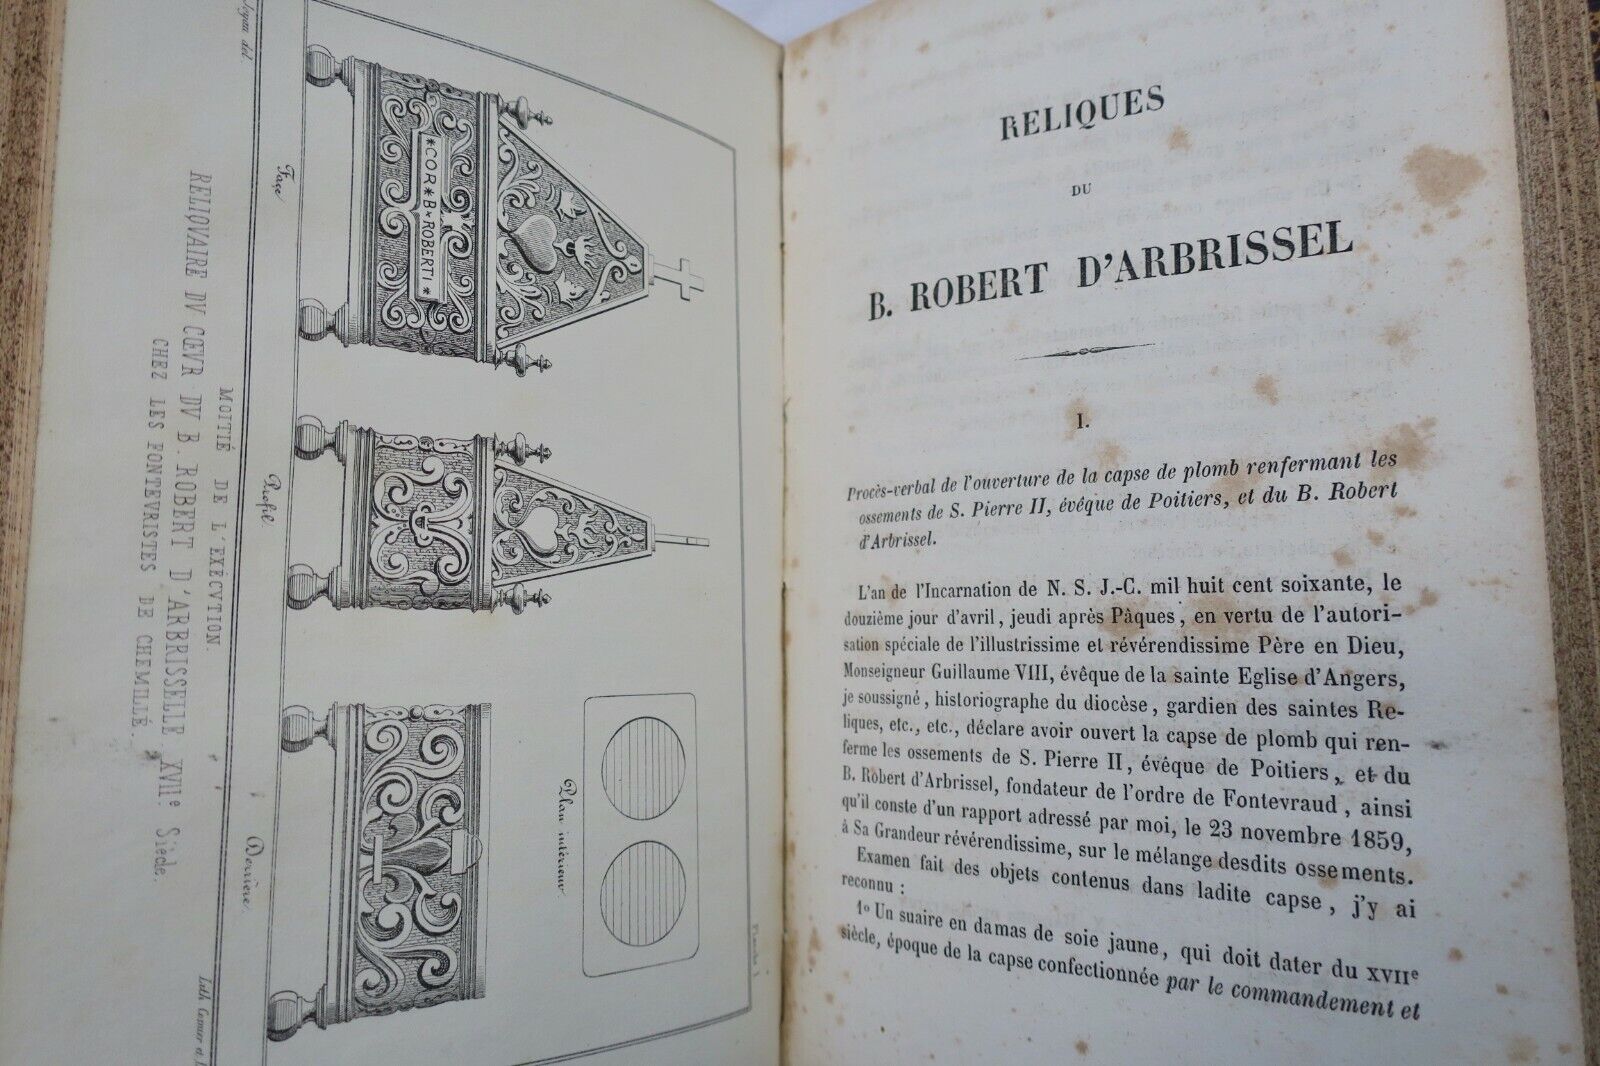 Planche 1
*COR*B*ROBERTI*
Plan intérieur.
Face
Profil
Derrière
del.
Lith.
MOITIÉ DE L'EXÉCVTION.
RELIQVAIRE DV CŒVR DV B. ROBERT D'ARBRISSELLE XVIIe. Siècle.
CHEZ LES FONTEVRISTES DE CHEMILLÉ.
RELIQUES
DU
B. ROBERT D'ARBRISSEL
I.
Procès-verbal de l'ouverture de la capse de plomb renfermant les
ossements de S. Pierre II, évêque de Poitiers, et du B. Robert
d'Arbrissel.
L'an de l'Incarnation de N. S. J.-C. mil huit cent soixante, le
douzième jour d'avril, jeudi après Pâques, en vertu de l'autori-
sation spéciale de l'illustrissime et révérendissime Père en Dieu,
Monseigneur Guillaume VIII, évêque de la sainte Eglise d'Angers,
je soussigné, historiographe du diocèse, gardien des saintes Re-
liques, etc., etc., déclare avoir ouvert la capse de plomb qui ren-
ferme les ossements de S. Pierre II, évêque de Poitiers, et du
B. Robert d'Arbrissel, fondateur de l'ordre de Fontevraud, ainsi
qu'il conste d'un rapport adressé par moi, le 23 novembre 1859,
à Sa Grandeur révérendissime, sur le mélange desdits ossements.
Examen fait des objets contenus dans ladite capse, j'y ai
reconnu :
1° Un suaire en damas de soie jaune, qui doit dater du XVIIe
siècle, époque de la capse confectionnée par le commandement et